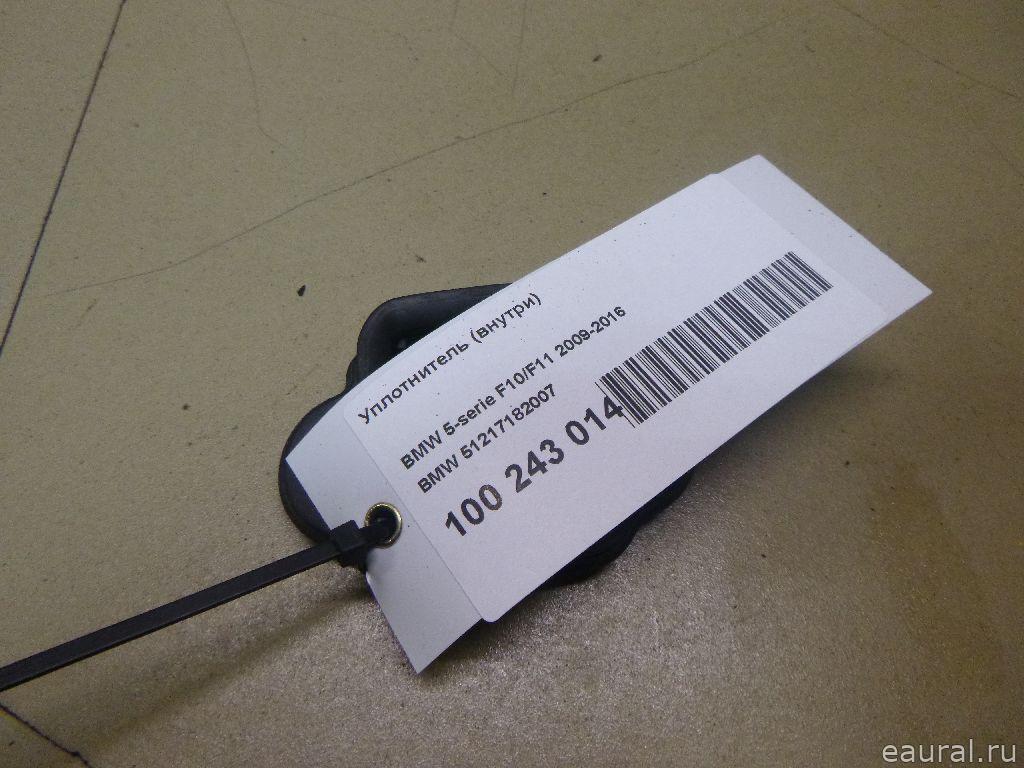 Уплотнитель (внутри)
BMW 5-serie F10/F11 2009-2016
BMW 51217182007
100 243 014
eaural.ru